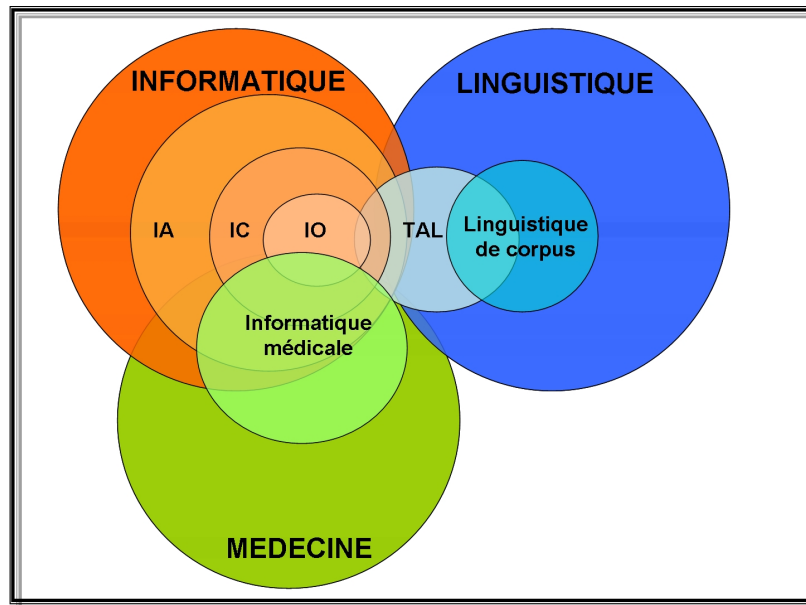 INFORMATIQUE
LINGUISTIQUE
IA
IC
IO
TAL
Linguistique
de corpus
Informatique
médicale
MEDECINE